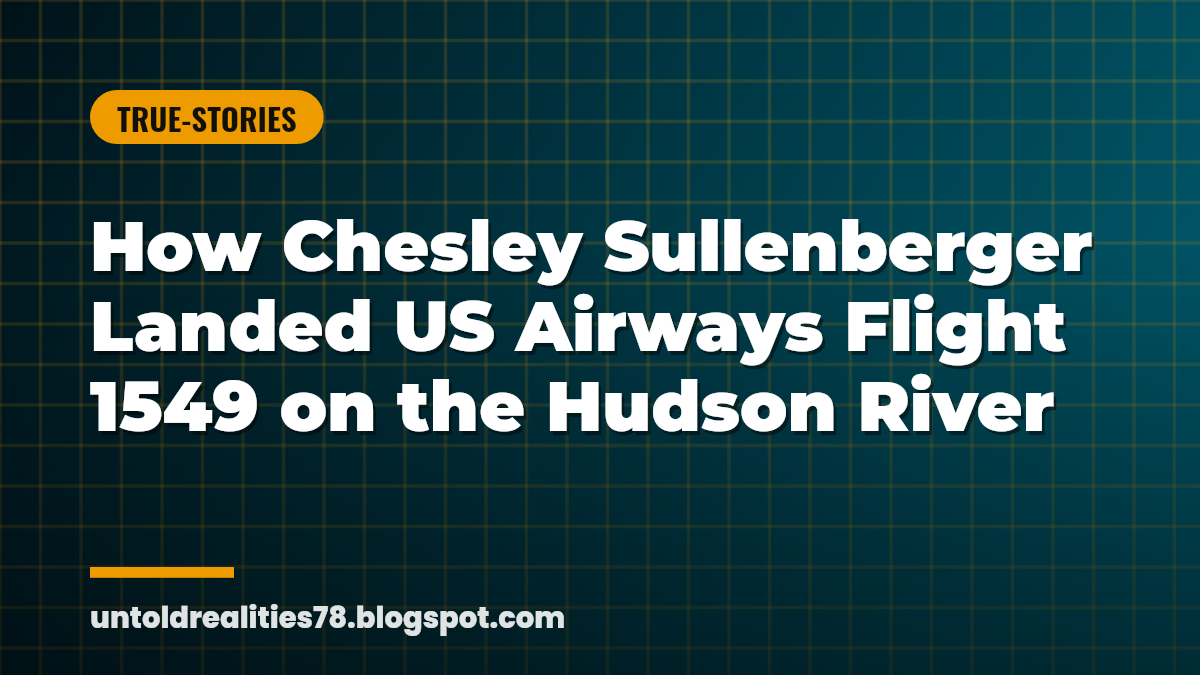 TRUE-STORIES
How Chesley Sullenberger
Landed US Airways Flight
1549 on the Hudson River
untoldrealities78.blogspot.com